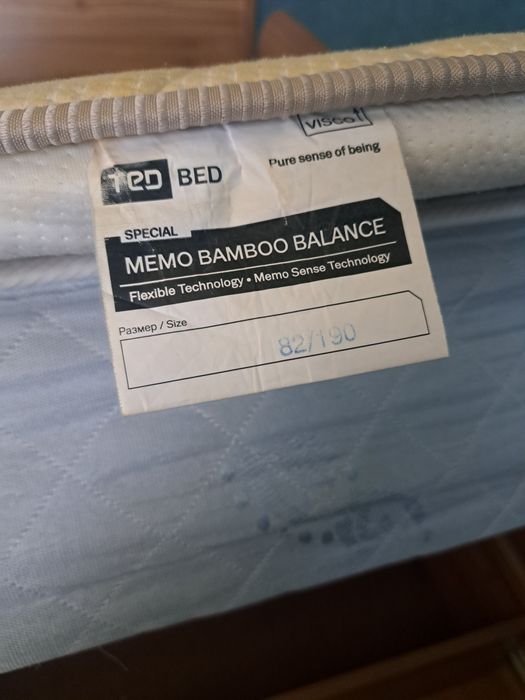 VISCO
TED BED
Pure sense of being
SPECIAL
MEMO BAMBOO BALANCE
Flexible Technology • Memo Sense Technology
Размер / Size
82/190